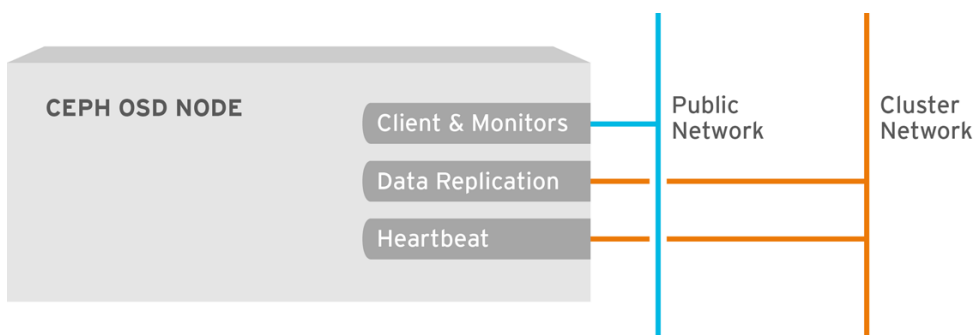 CEPH OSD NODE
Client & Monitors
Data Replication
Heartbeat
Public
Network
Cluster
Network